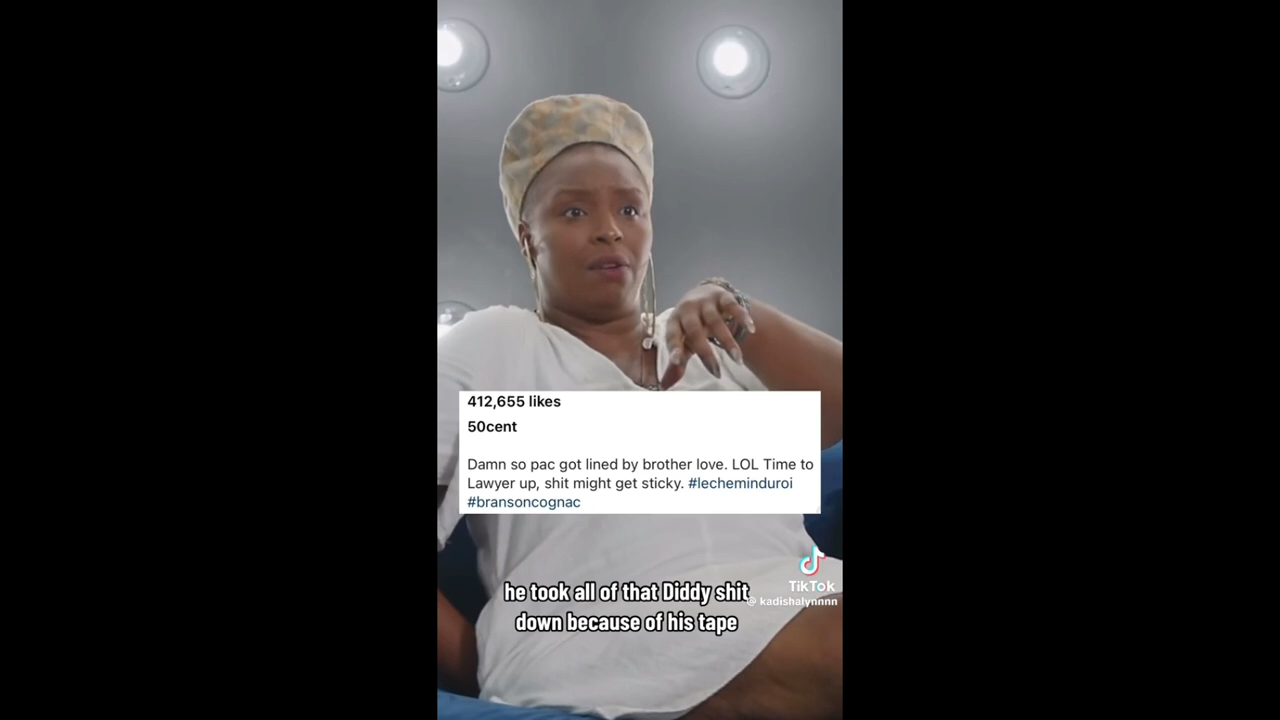 412,655 likes
50cent
Damn so pac got lined by brother love. LOL Time to
Lawyer up, shit might get sticky. #lecheminduroi
#bransoncognac
TikTok
@ kadishalynnnn
he took all of that Diddy shit
down because of his tape